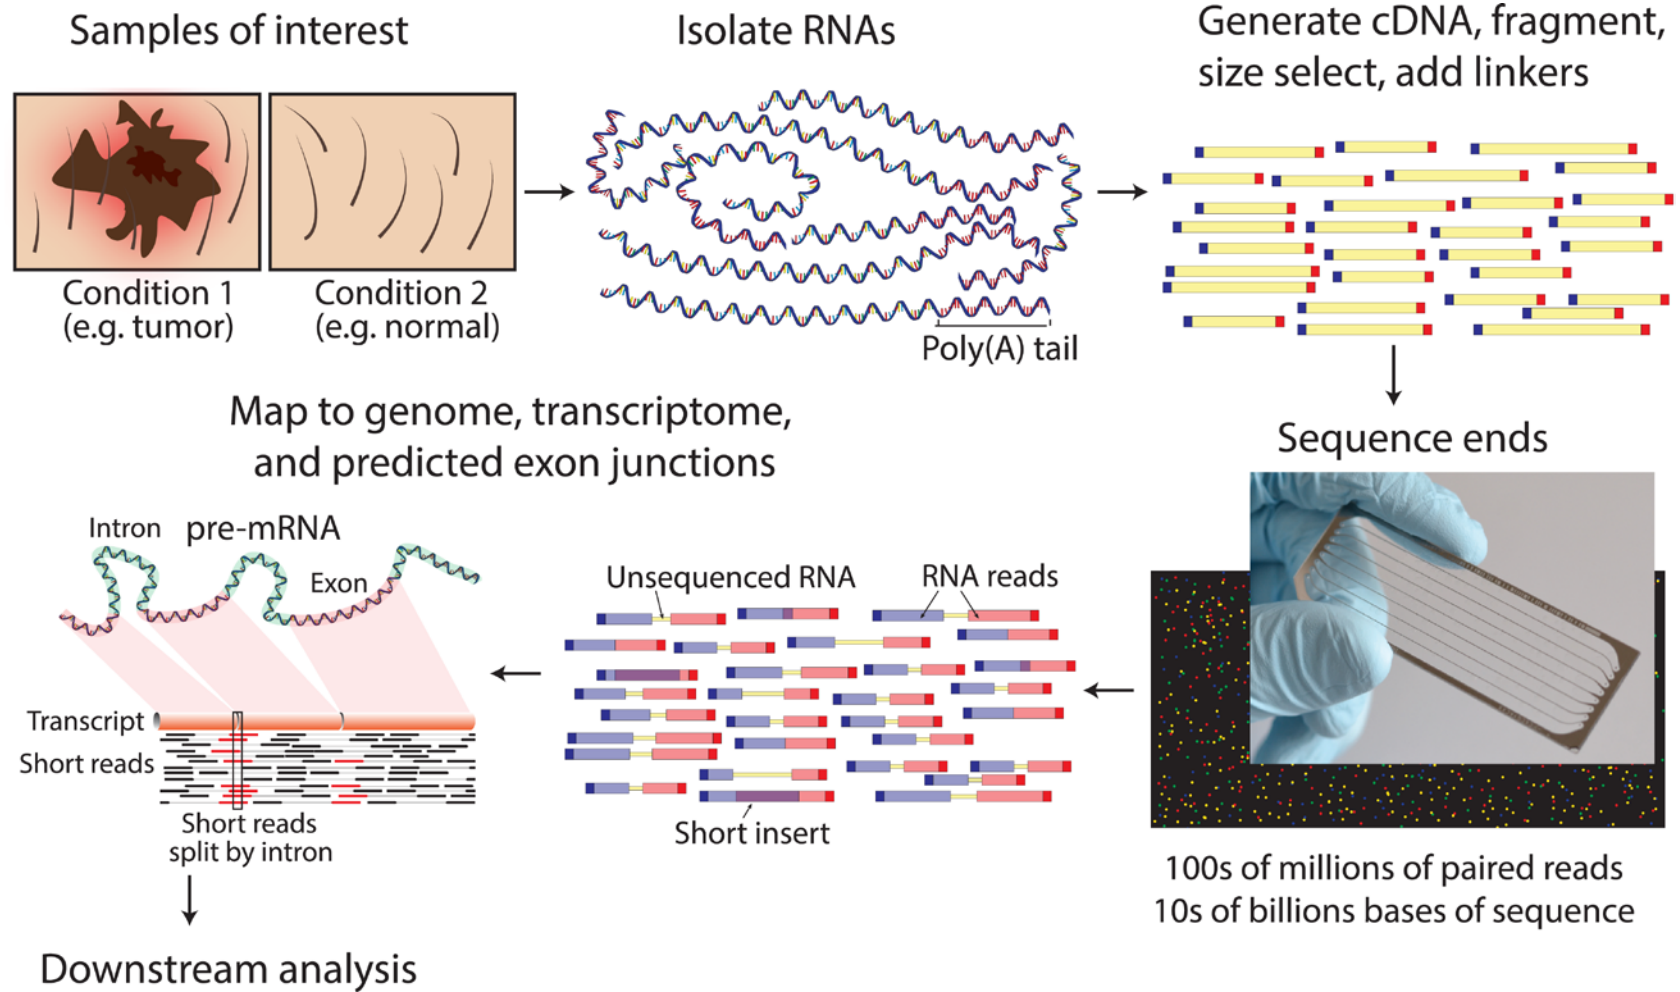 Samples of interest
Condition 1
(e.g. tumor)
Condition 2
(e.g. normal)
Isolate RNAs
Poly(A) tail
Generate cDNA, fragment,
size select, add linkers
Sequence ends
100s of millions of paired reads
10s of billions bases of sequence
Unsequenced RNA
RNA reads
Short insert
Map to genome, transcriptome,
and predicted exon junctions
Intron
pre-mRNA
Exon
Transcript
Short reads
Short reads
split by intron
Downstream analysis